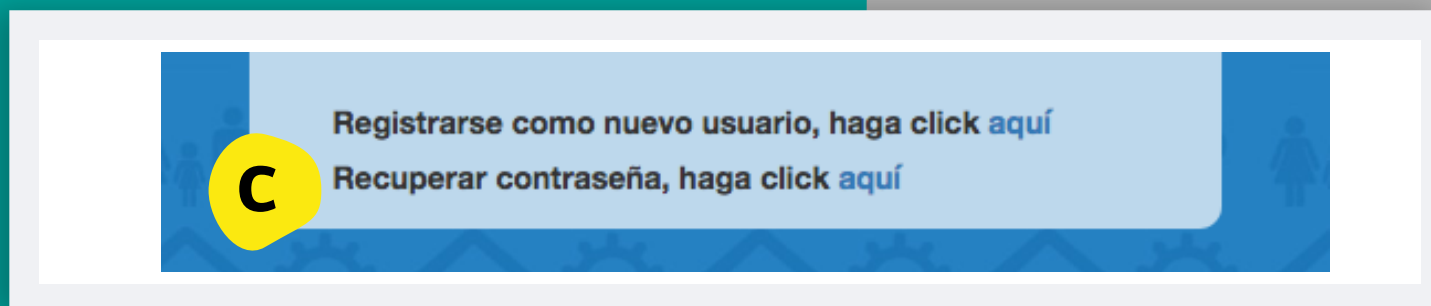 Registrarse como nuevo usuario, haga click aquí
C
Recuperar contraseña, haga click aquí